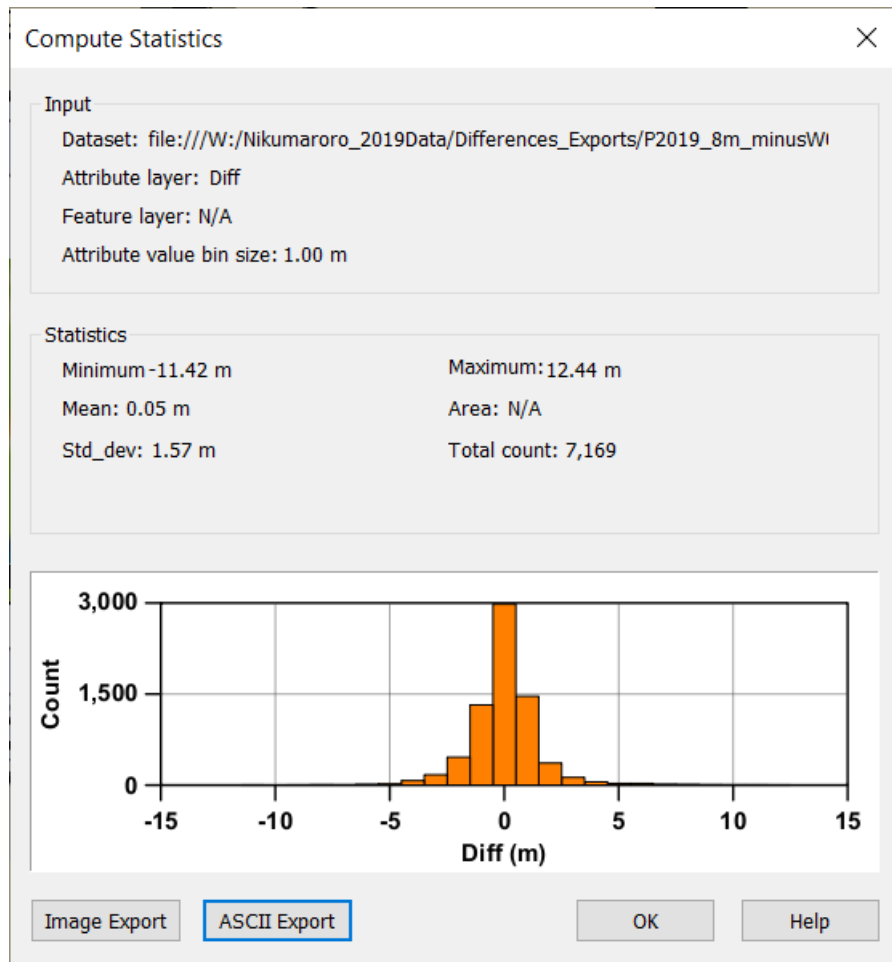 Compute Statistics
Input
Dataset: file:///W:/Nikumaroro_2019Data/Differences_Exports/P2019_8m_minusW
Attribute layer: Diff
Feature layer: N/A
Attribute value bin size: 1.00 m
Statistics
Minimum -11.42 m
Maximum: 12.44 m
Mean: 0.05 m
Area: N/A
Std_dev: 1.57 m
Total count: 7,169
3,000
1,500
0
Count
-15 -10 -5 0 5 10 15
Diff (m)
Image Export ASCII Export OK Help